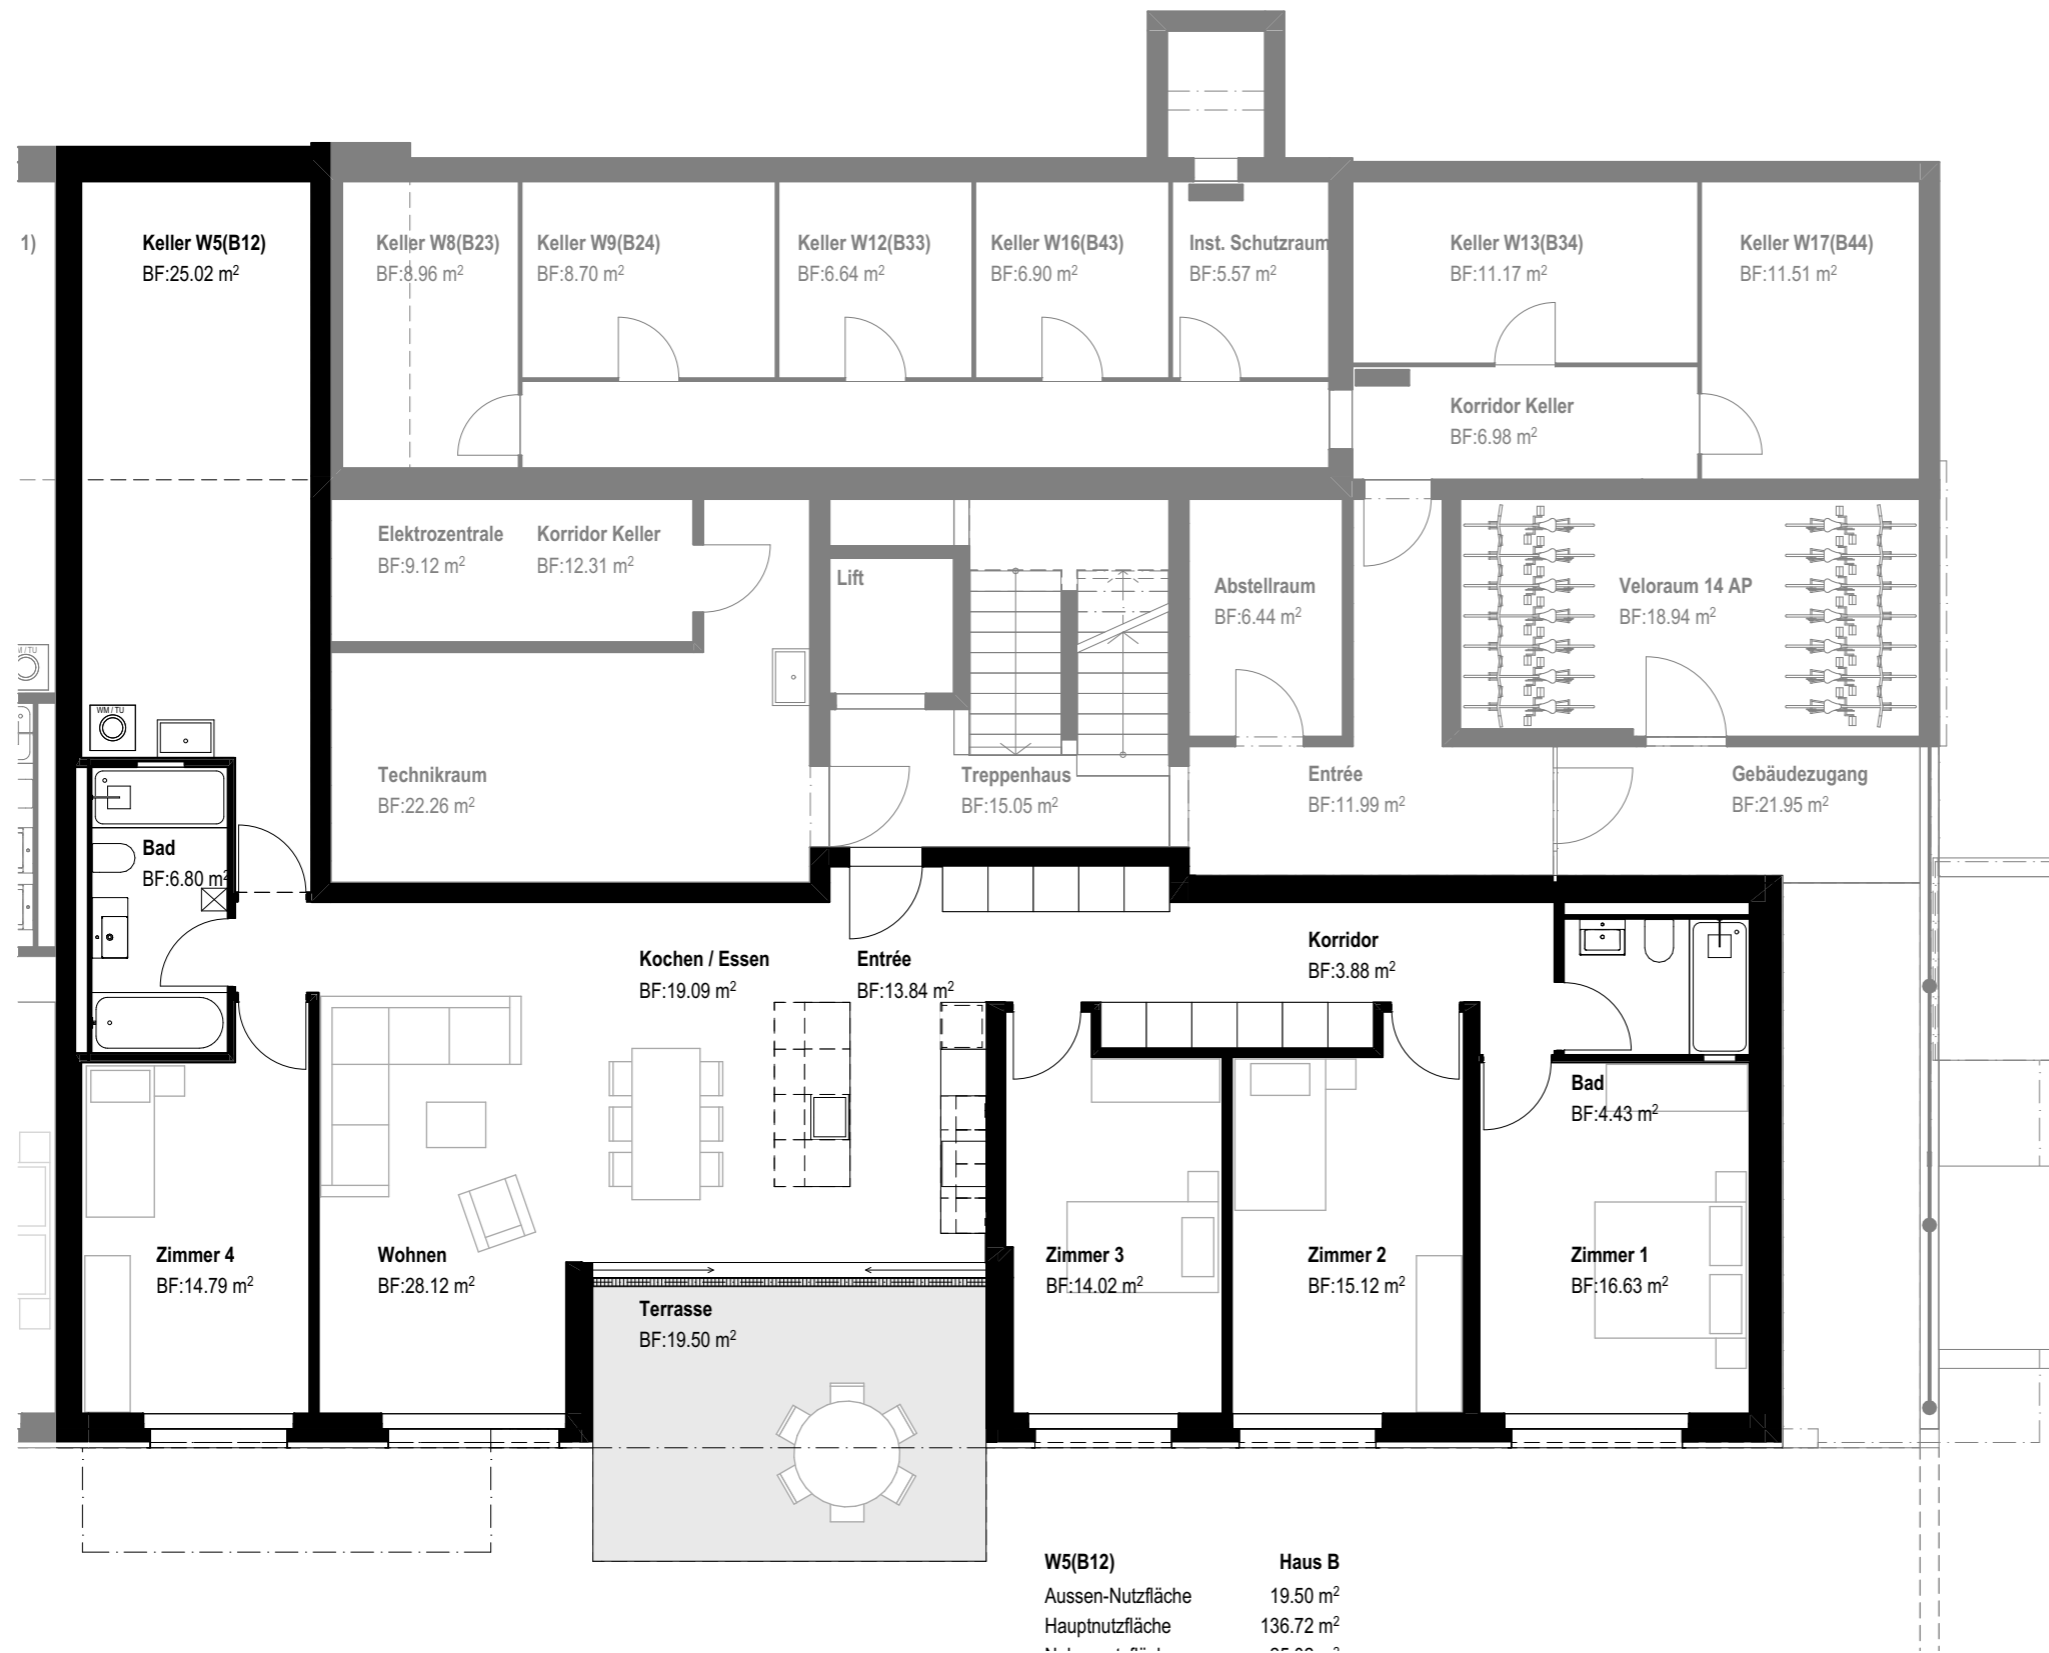 1)
Keller W5(B12)
BF:25.02 m²
Keller W8(B23)
BF:8.96 m²
Keller W9(B24)
BF:8.70 m²
Keller W12(B33)
BF:6.64 m²
Keller W16(B43)
BF:6.90 m²
Inst. Schutzraum
BF:5.57 m²
Keller W13(B34)
BF:11.17 m²
Keller W17(B44)
BF:11.51 m²
Korridor Keller
BF:6.98 m²
Elektrozentrale
BF:9.12 m²
Korridor Keller
BF:12.31 m²
Lift
Abstellraum
BF:6.44 m²
Veloraum 14 AP
BF:18.94 m²
WM / TU
Technikraum
BF:22.26 m²
Treppenhaus
BF:15.05 m²
Entrée
BF:11.99 m²
Gebäudezugang
BF:21.95 m²
Bad
BF:6.80 m²
Kochen / Essen
BF:19.09 m²
Entrée
BF:13.84 m²
Korridor
BF:3.88 m²
Bad
BF:4.43 m²
Zimmer 4
BF:14.79 m²
Wohnen
BF:28.12 m²
Terrasse
BF:19.50 m²
Zimmer 3
BF:14.02 m²
Zimmer 2
BF:15.12 m²
Zimmer 1
BF:16.63 m²
W5(B12) Haus B
Aussen-Nutzfläche 19.50 m²
Hauptnutzfläche 136.72 m²